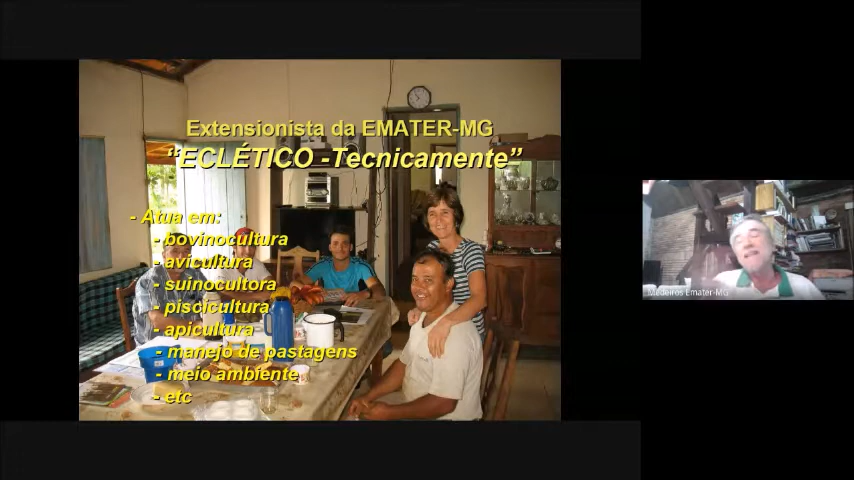 Extensionista da EMATER-MG
“ECLÉTICO -Tecnicamente”
- Atua em:
- bovinocultura
- avicultura
- suinocultora
- piscicultura
- apicultura
- manejo de pastagens
- meio ambiente
- etc
Medeiros Emater-MG